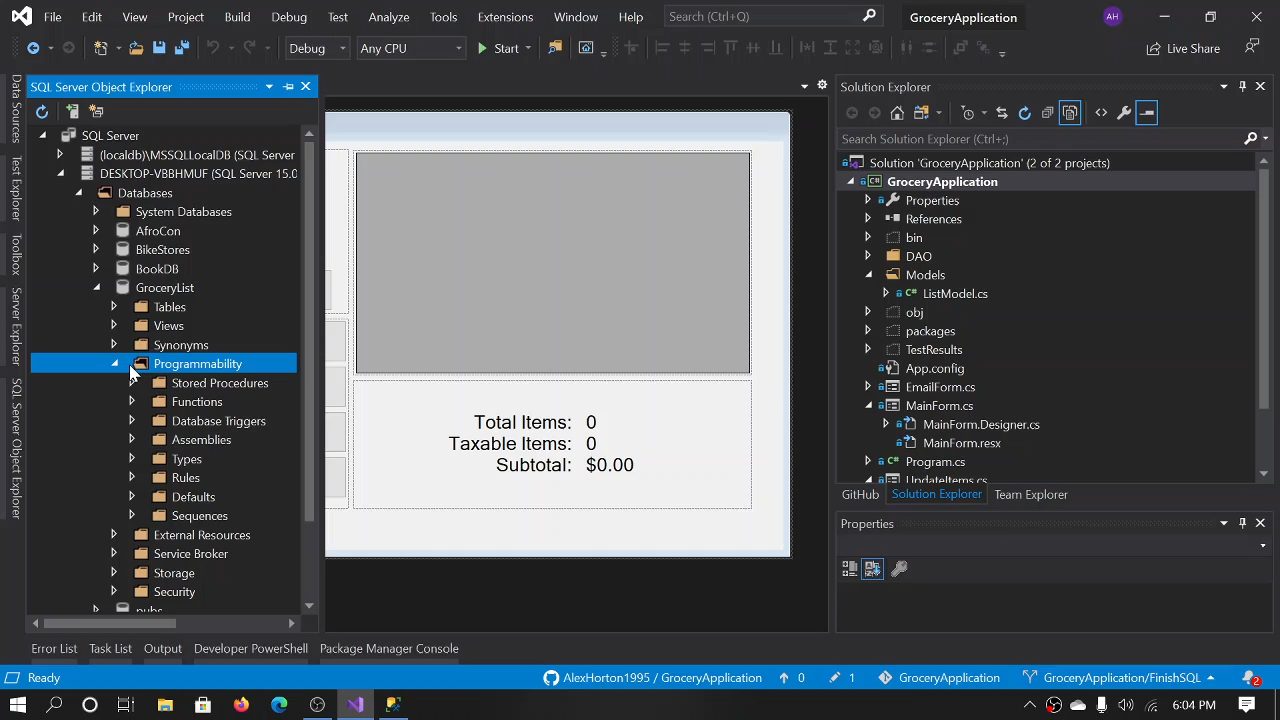 File Edit View Project Build Debug Test Analyze Tools Extensions Window Help Search (Ctrl+Q) GroceryApplication AH
Debug Any CPU Start Live Share
SQL Server Object Explorer
SQL Server
(localdb)\MSSQLLocalDB (SQL Server
DESKTOP-VBBHMUF (SQL Server 15.0
Databases
System Databases
AfroCon
BikeStores
BookDB
GroceryList
Tables
Views
Synonyms
Programmability
Stored Procedures
Functions
Database Triggers
Assemblies
Types
Rules
Defaults
Sequences
External Resources
Service Broker
Storage
Security
pubs
Data Sources
Test Explorer
Toolbox
Server Explorer
SQL Server Object Explorer
Total Items: 0
Taxable Items: 0
Subtotal: $0.00
Solution Explorer
Search Solution Explorer (Ctrl+;)
Solution 'GroceryApplication' (2 of 2 projects)
GroceryApplication
Properties
References
bin
DAO
Models
ListModel.cs
obj
packages
TestResults
App.config
EmailForm.cs
MainForm.cs
MainForm.Designer.cs
MainForm.resx
Program.cs
UpdateItems.cs
GitHub Solution Explorer Team Explorer
Properties
Error List Task List Output Developer PowerShell Package Manager Console
Ready AlexHorton1995 / GroceryApplication 0 1 GroceryApplication GroceryApplication/FinishSQL 2
6:04 PM